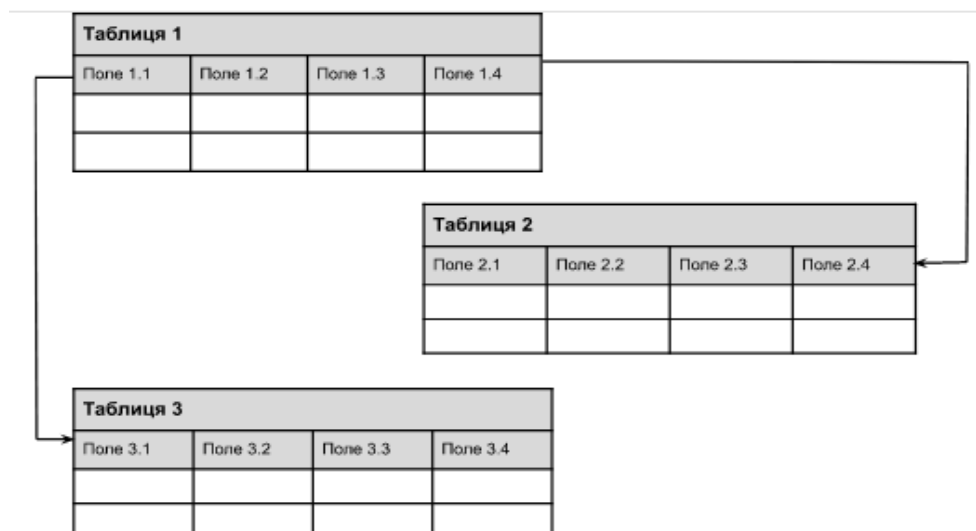 Таблиця 1
Поле 1.1 Поле 1.2 Поле 1.3 Поле 1.4
Таблиця 2
Поле 2.1 Поле 2.2 Поле 2.3 Поле 2.4
Таблиця 3
Поле 3.1 Поле 3.2 Поле 3.3 Поле 3.4